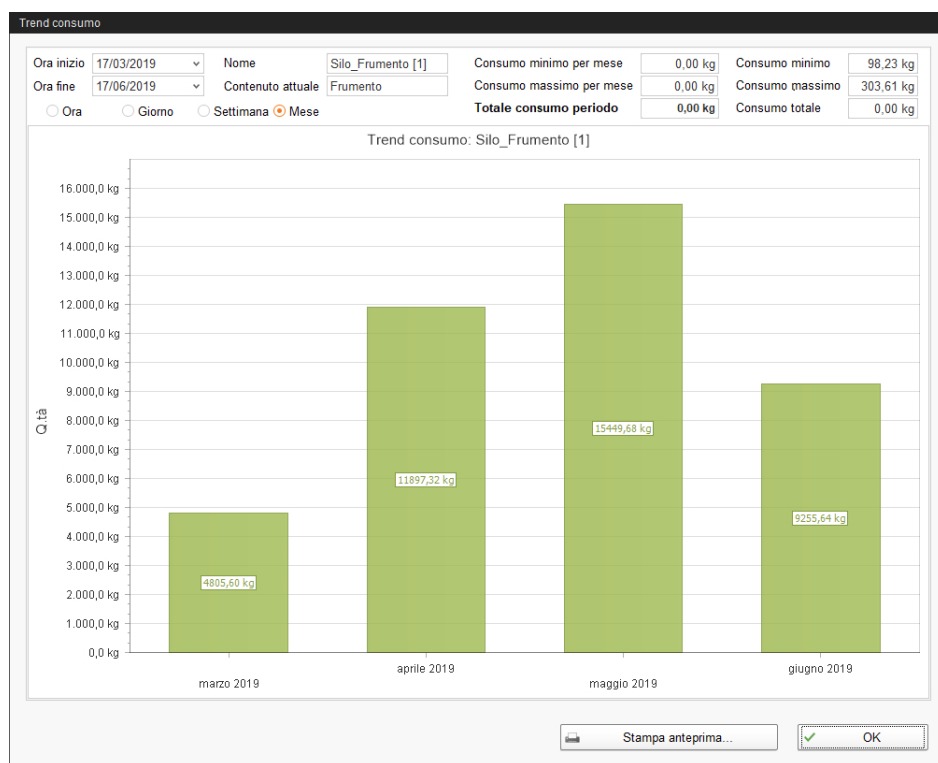 Trend consumo
Ora inizio 17/03/2019 Nome Silo_Frumento [1] Consumo minimo per mese 0,00 kg Consumo minimo 98,23 kg
Ora fine 17/06/2019 Contenuto attuale Frumento Consumo massimo per mese 0,00 kg Consumo massimo 303,61 kg
Ora Giorno Settimana Mese Totale consumo periodo 0,00 kg Consumo totale 0,00 kg
Trend consumo: Silo_Frumento [1]
16.000,0 kg
15.000,0 kg
14.000,0 kg
13.000,0 kg
12.000,0 kg
11.000,0 kg
10.000,0 kg
9.000,0 kg
8.000,0 kg
7.000,0 kg
6.000,0 kg
5.000,0 kg
4.000,0 kg
3.000,0 kg
2.000,0 kg
1.000,0 kg
0,0 kg
Q.tà
4805,60 kg
11897,32 kg
15449,68 kg
9255,64 kg
marzo 2019
aprile 2019
maggio 2019
giugno 2019
Stampa anteprima... OK